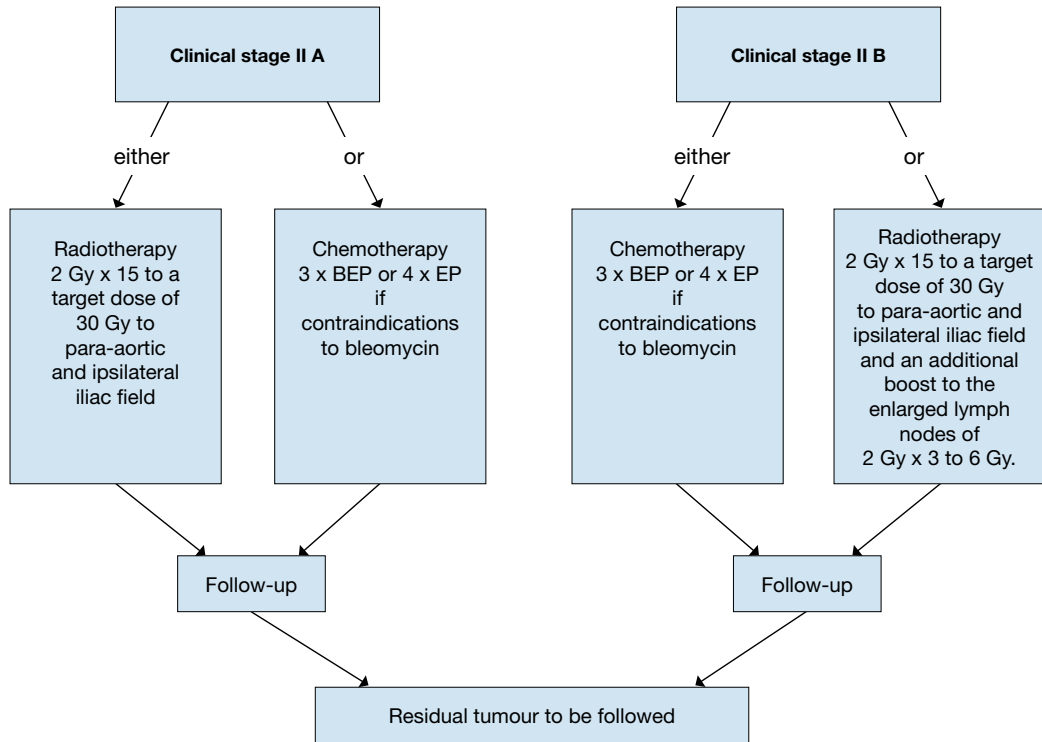 Clinical stage II A
Clinical stage II B
either
or
either
or
Radiotherapy
2 Gy x 15 to a
target dose of
30 Gy to
para-aortic
and ipsilateral
iliac field
Chemotherapy
3 x BEP or 4 x EP
if
contraindications
to bleomycin
Chemotherapy
3 x BEP or 4 x EP
if
contraindications
to bleomycin
Radiotherapy
2 Gy x 15 to a target
dose of 30 Gy
to para-aortic and
ipsilateral iliac field
and an additional
boost to the
enlarged lymph
nodes of
2 Gy x 3 to 6 Gy.
Follow-up
Follow-up
Residual tumour to be followed